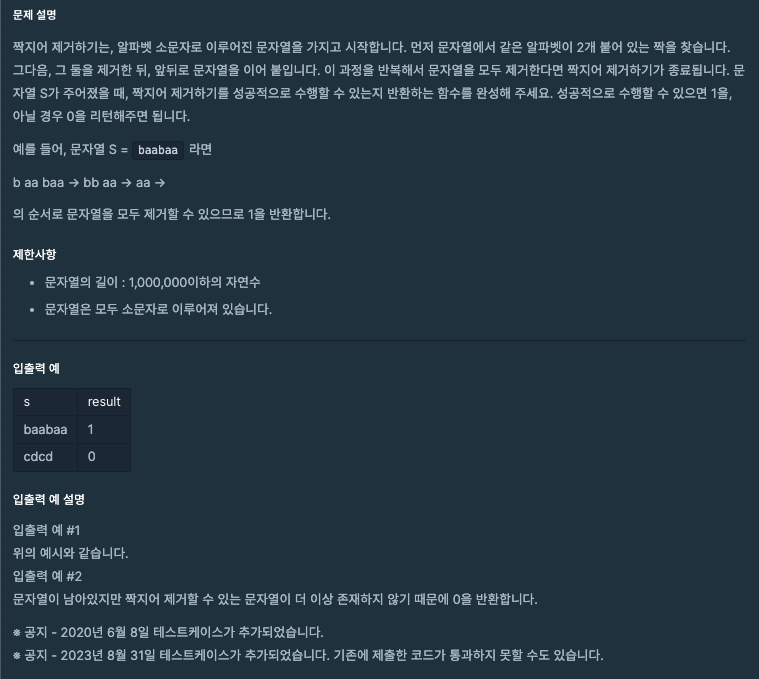 문제 설명
짝지어 제거하기는, 알파벳 소문자로 이루어진 문자열을 가지고 시작합니다. 먼저 문자열에서 같은 알파벳이 2개 붙어 있는 짝을 찾습니다.
그다음, 그 둘을 제거한 뒤, 앞뒤로 문자열을 이어 붙입니다. 이 과정을 반복해서 문자열을 모두 제거한다면 짝지어 제거하기가 종료됩니다. 문
자열 S가 주어졌을 때, 짝지어 제거하기를 성공적으로 수행할 수 있는지 반환하는 함수를 완성해 주세요. 성공적으로 수행할 수 있으면 1을,
아닐 경우 0을 리턴해주면 됩니다.
예를 들어, 문자열 S = baabaa 라면
b aa baa → bb aa → aa →
의 순서로 문자열을 모두 제거할 수 있으므로 1을 반환합니다.
제한사항
• 문자열의 길이 : 1,000,000이하의 자연수
• 문자열은 모두 소문자로 이루어져 있습니다.
입출력 예
s result
baabaa 1
cdcd 0
입출력 예 설명
입출력 예 #1
위의 예시와 같습니다.
입출력 예 #2
문자열이 남아있지만 짝지어 제거할 수 있는 문자열이 더 이상 존재하지 않기 때문에 0을 반환합니다.
※ 공지 - 2020년 6월 8일 테스트케이스가 추가되었습니다.
※ 공지 - 2023년 8월 31일 테스트케이스가 추가되었습니다. 기존에 제출한 코드가 통과하지 못할 수도 있습니다.